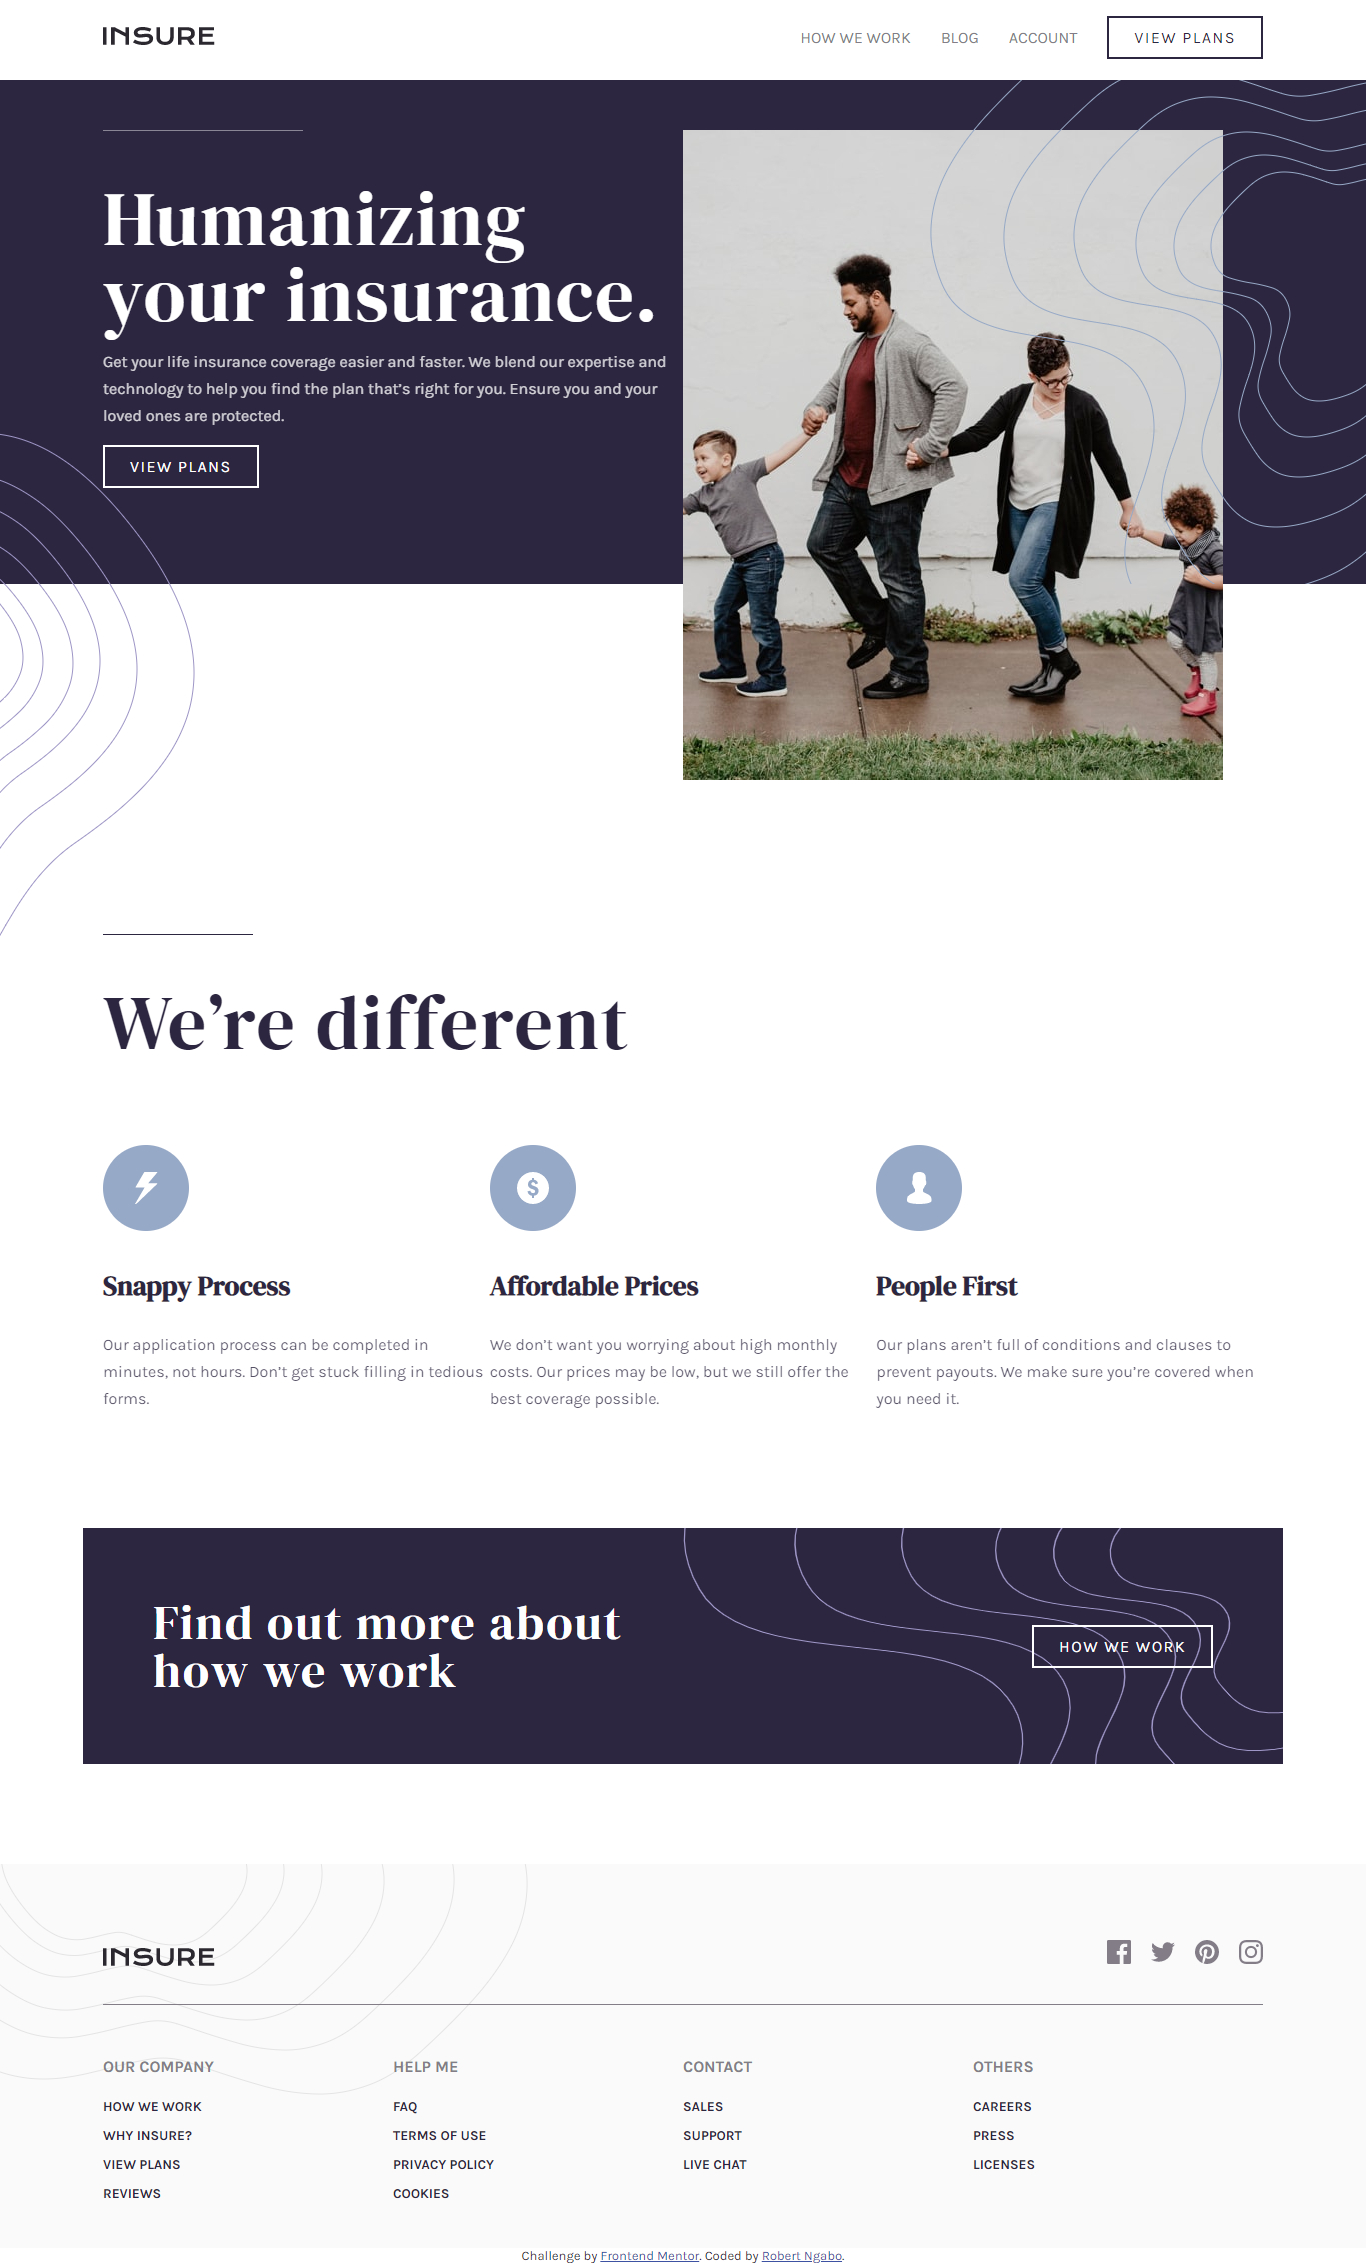 INSURE
HOW WE WORK
BLOG
ACCOUNT
VIEW PLANS
Humanizing
your insurance.
Get your life insurance coverage easier and faster. We blend our expertise and
technology to help you find the plan that’s right for you. Ensure you and your
loved ones are protected.
VIEW PLANS
We’re different
Snappy Process
Our application process can be completed in
minutes, not hours. Don’t get stuck filling in tedious
forms.
Affordable Prices
We don’t want you worrying about high monthly
costs. Our prices may be low, but we still offer the
best coverage possible.
People First
Our plans aren’t full of conditions and clauses to
prevent payouts. We make sure you’re covered when
you need it.
Find out more about
how we work
HOW WE WORK
INSURE
OUR COMPANY
HOW WE WORK
WHY INSURE?
VIEW PLANS
REVIEWS
HELP ME
FAQ
TERMS OF USE
PRIVACY POLICY
COOKIES
CONTACT
SALES
SUPPORT
LIVE CHAT
OTHERS
CAREERS
PRESS
LICENSES
Challenge by Frontend Mentor. Coded by Robert Ngabo.